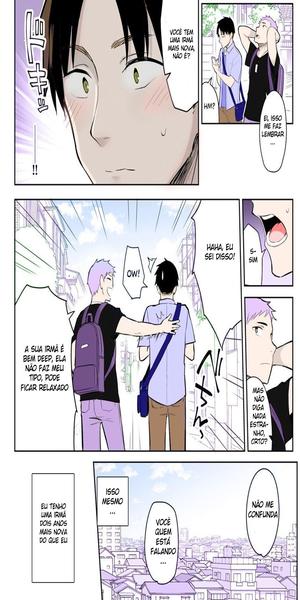 EI, ISSO
ME FAZ
LEMBRAR
...
HM?
VOCÊ TEM
UMA IRMÃ
MAIS NOVA,
NÃO É?
!!
S-
SIM
MAS NÃO
DIGA
NADA
ESTRA-
NHO,
CRTO?
HAHA, EU
SEI DISSO!
OW!
A SUA IRMÃ
É BEM DEEP, ELA
NÃO FAZ MEU
TIPO, PODE
FICAR RELAXADO
NÃO ME
CONFUNDA
VOCÊ
QUEM
ESTÁ
FALANDO
...
ISSO
MESMO
...
EU TENHO
UMA IRMÃ
DOIS ANOS
MAIS NOVA
DO QUE EU